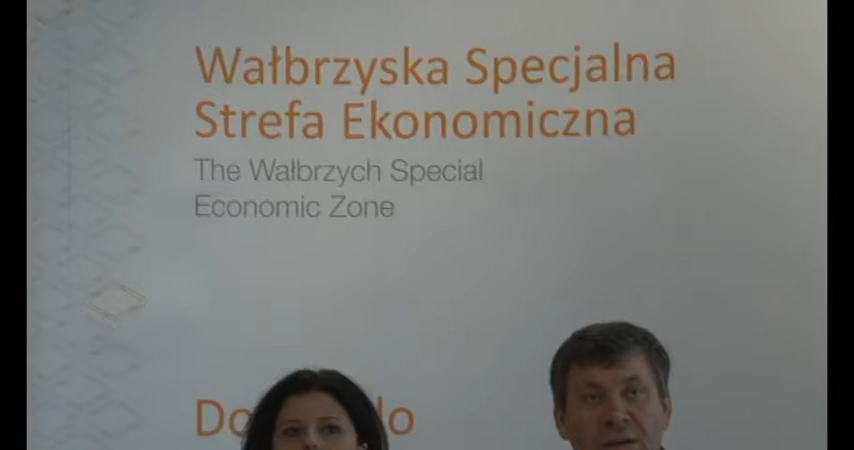 Wałbrzyska Specjalna
Strefa Ekonomiczna
The Wałbrzych Special
Economic Zone